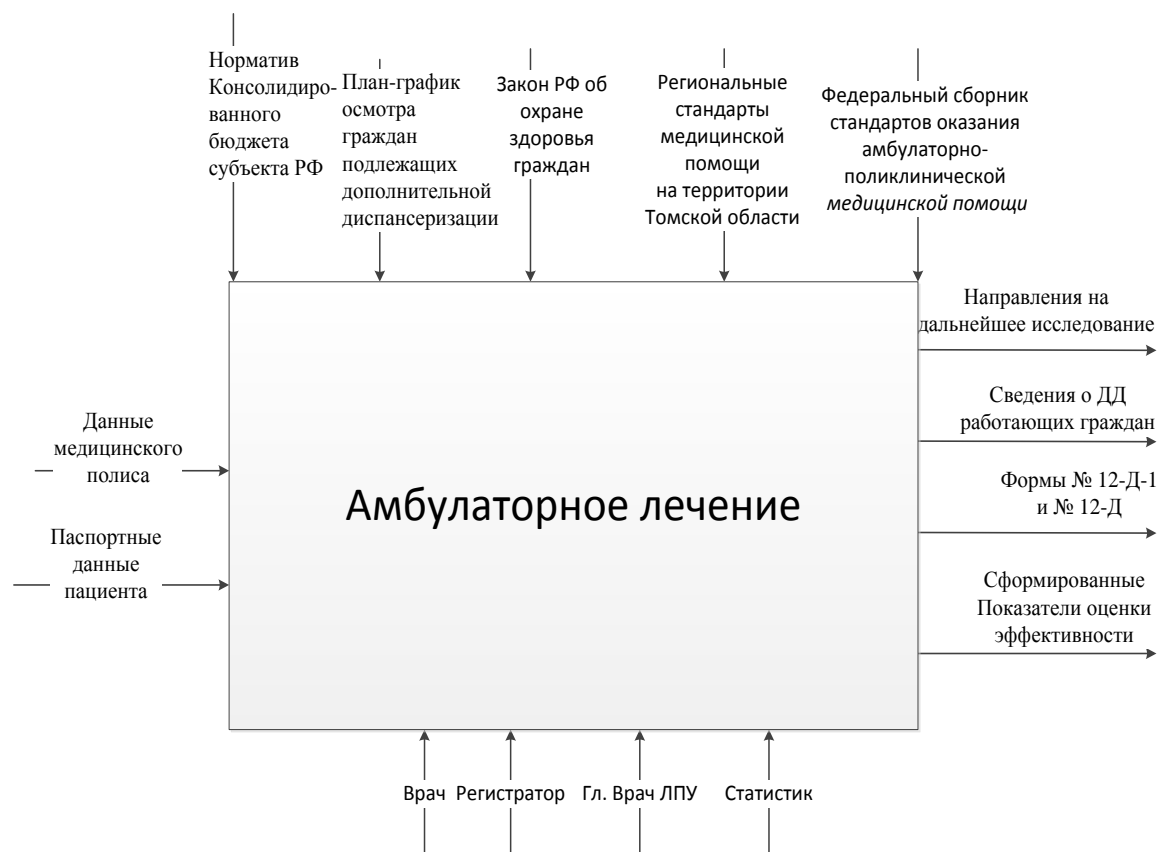 Норматив
Консолидиро-
ванного
бюджета
субъекта РФ
План-график
осмотра
граждан
подлежащих
дополнительной
диспансеризации
Закон РФ об
охране
здоровья
граждан
Региональные
стандарты
медицинской
помощи
на территории
Томской области
Федеральный сборник
стандартов оказания
амбулаторно-
поликлинической
медицинской помощи
Направления на
дальнейшее исследование
Сведения о ДД
работающих граждан
Формы № 12-Д-1
и № 12-Д
Сформированные
Показатели оценки
эффективности
Данные
медицинского
полиса
Паспортные
данные
пациента
Амбулаторное лечение
Врач
Регистратор
Гл. Врач ЛПУ
Статистик